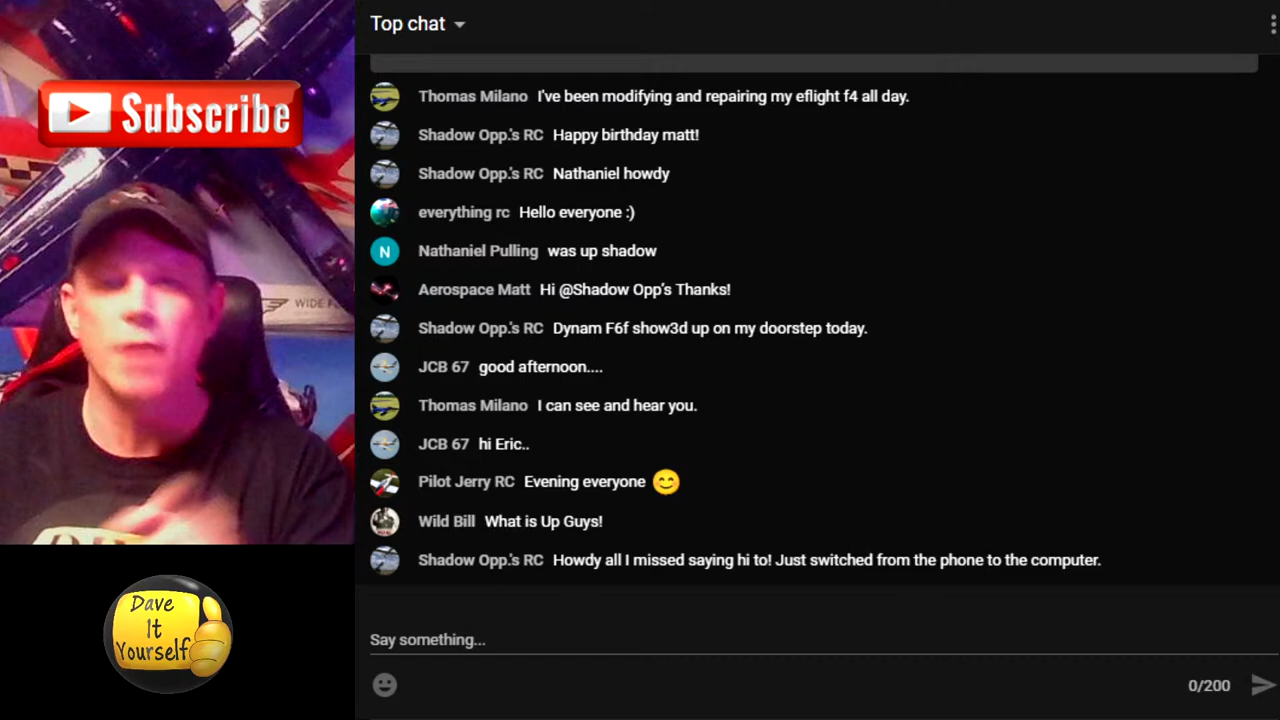 Top chat
Subscribe
Thomas Milano I've been modifying and repairing my eflight f4 all day.
Shadow Opp.'s RC Happy birthday matt!
Shadow Opp.'s RC Nathaniel howdy
everything rc Hello everyone :)
N Nathaniel Pulling was up shadow
Aerospace Matt Hi @Shadow Opp's Thanks!
WIDE
Shadow Opp.'s RC Dynam F6f show3d up on my doorstep today.
JCB 67 good afternoon....
Thomas Milano I can see and hear you.
JCB 67 hi Eric..
Pilot Jerry RC Evening everyone 😊
Wild Bill What is Up Guys!
Shadow Opp.'s RC Howdy all I missed saying hi to! Just switched from the phone to the computer.
Dave
It
Yourself
Say something...
0/200